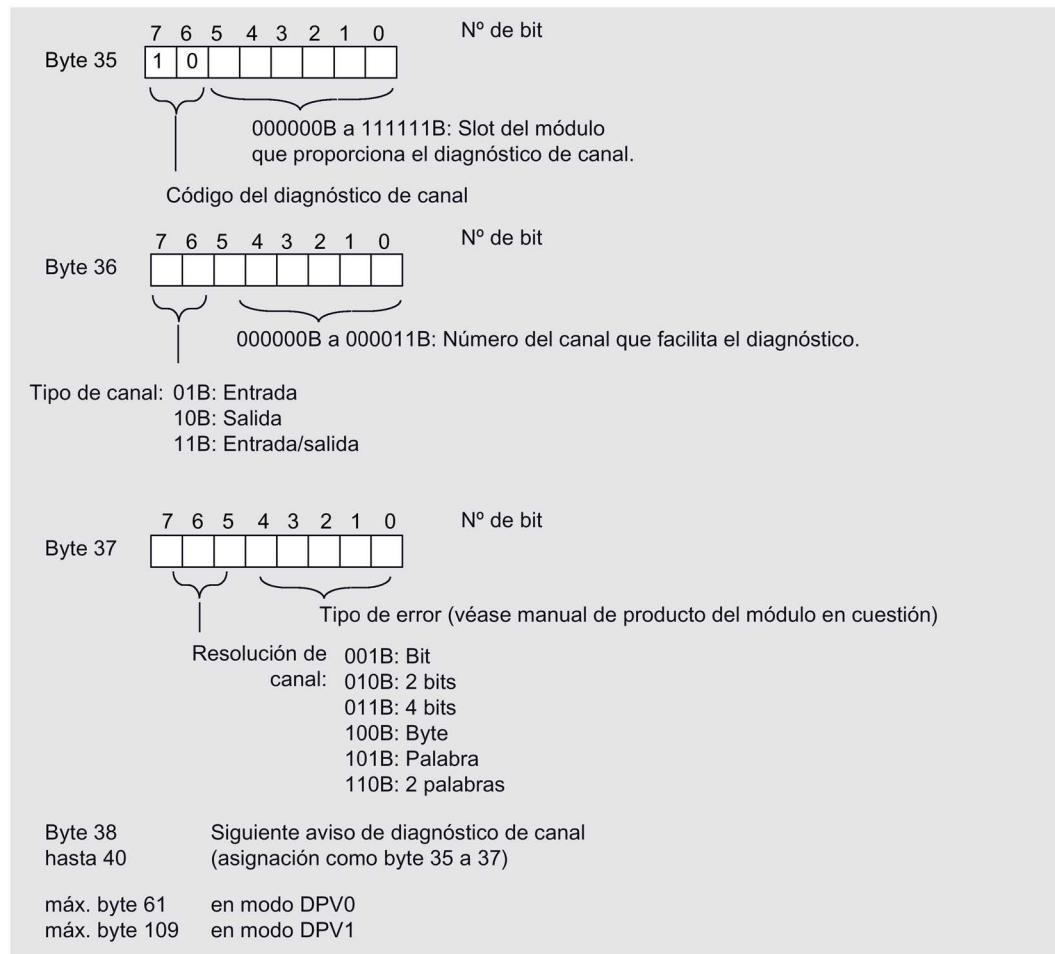 7 6 5 4 3 2 1 0 Nº de bit
Byte 35 1 0
000000B a 111111B: Slot del módulo
que proporciona el diagnóstico de canal.
Código del diagnóstico de canal
7 6 5 4 3 2 1 0 Nº de bit
Byte 36
000000B a 000011B: Número del canal que facilita el diagnóstico.
Tipo de canal: 01B: Entrada
10B: Salida
11B: Entrada/salida
7 6 5 4 3 2 1 0 Nº de bit
Byte 37
Tipo de error (véase manual de producto del módulo en cuestión)
Resolución de 001B: Bit
canal: 010B: 2 bits
011B: 4 bits
100B: Byte
101B: Palabra
110B: 2 palabras
Byte 38 Siguiente aviso de diagnóstico de canal
hasta 40 (asignación como byte 35 a 37)
máx. byte 61 en modo DPV0
máx. byte 109 en modo DPV1